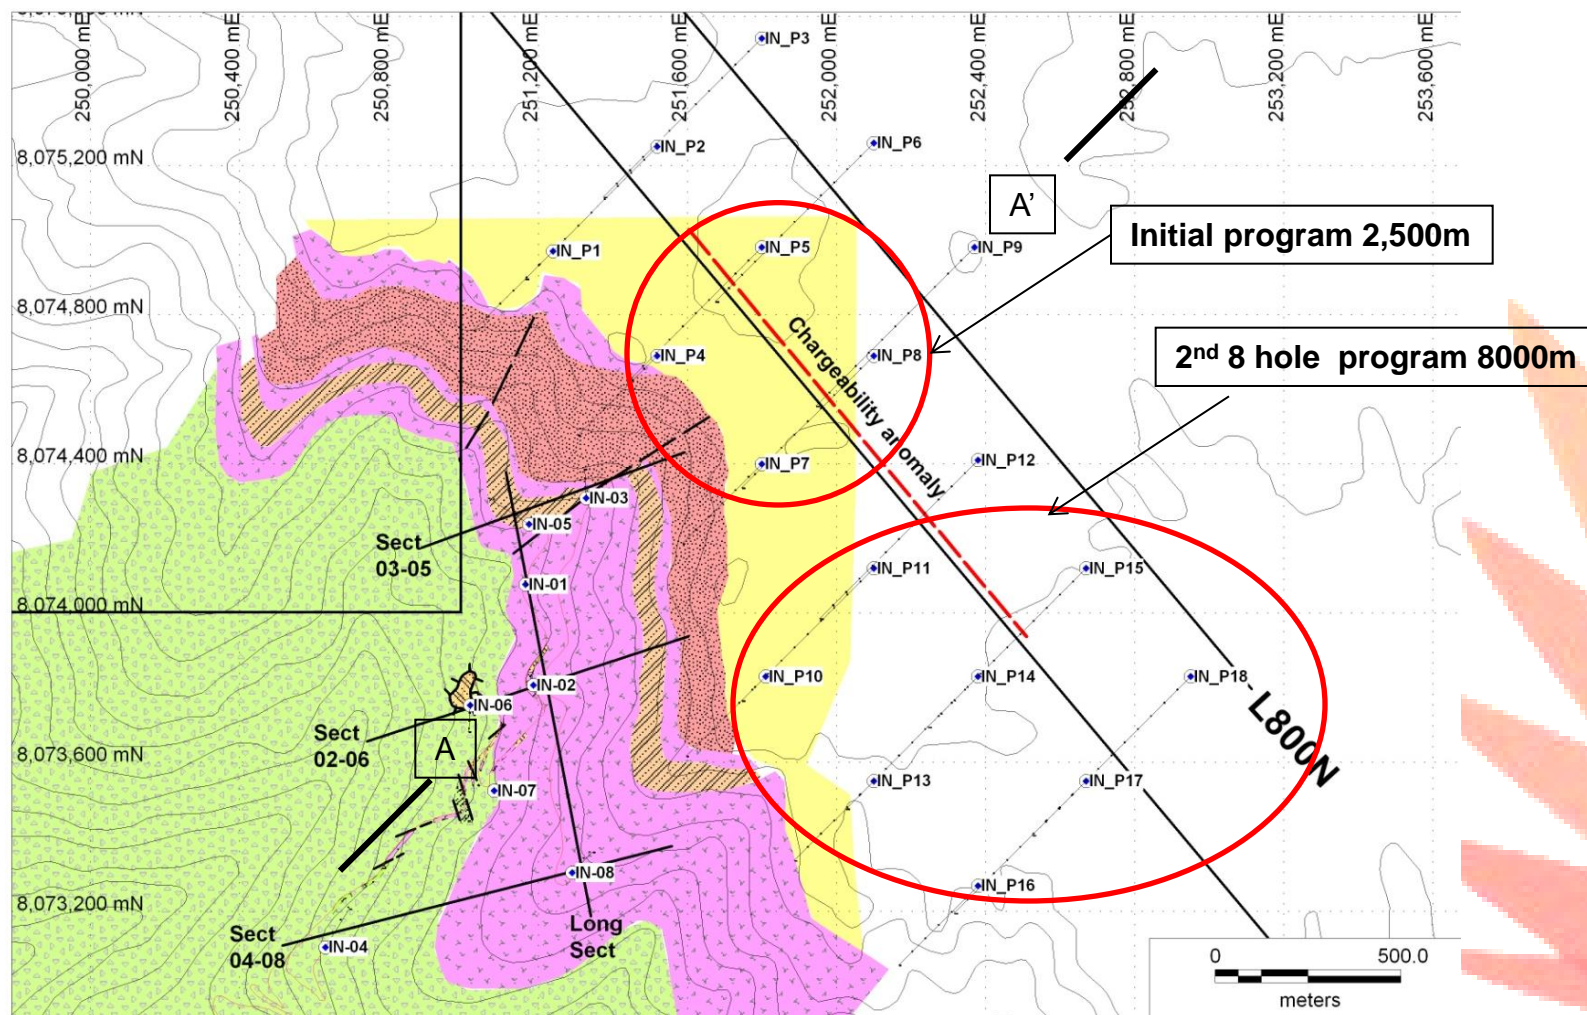 250,000 mE
250,400 mE
250,800 mE
251,200 mE
251,600 mE
252,000 mE
252,400 mE
252,800 mE
253,200 mE
253,600 mE
IN_P3
8,075,200 mN
IN_P2
IN_P6
A'
Initial program 2,500m
IN_P1
IN_P5
IN_P9
8,074,800 mN
Chargeability anomaly
IN_P4
IN_P8
2nd 8 hole program 8000m
8,074,400 mN
IN_P7
IN_P12
IN-03
IN-05
Sect
03-05
IN-01
IN_P11
IN_P15
8,074,000 mN
IN-02
IN_P10
IN_P14
IN_P18
IN-06
L800N
Sect
02-06
A
8,073,600 mN
IN-07
IN_P13
IN_P17
IN-08
IN_P16
8,073,200 mN
Long
Sect
Sect
04-08
IN-04
0 500.0
meters